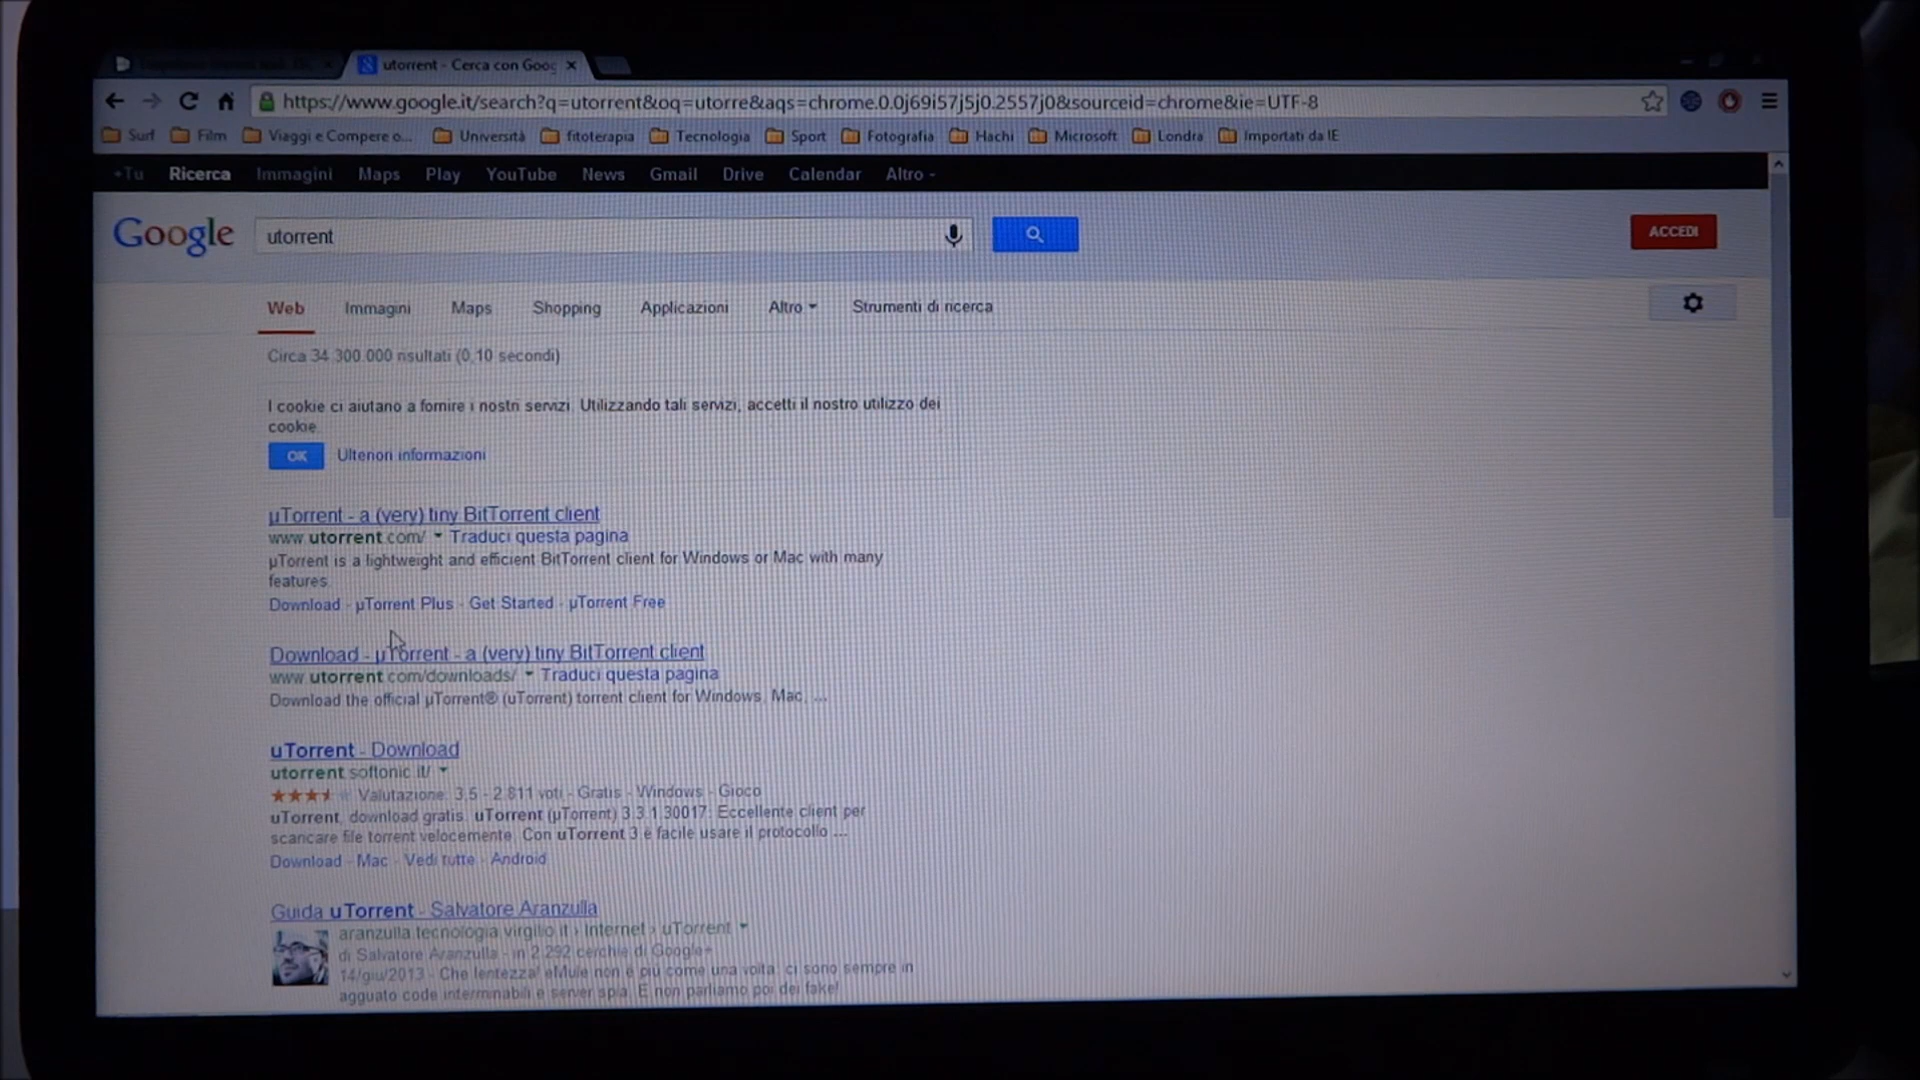 utorrent - Cerca con Goog
https://www.google.it/search?q=utorrent&oq=utorre&aqs=chrome.0.0j69i57j5j0.2557j0&sourceid=chrome&ie=UTF-8
Surf Film Viaggi e Compere o... Università fitoterapia Tecnologia Sport Fotografia Hachi Microsoft Londra Importati da IE
+Tu Ricerca Immagini Maps Play YouTube News Gmail Drive Calendar Altro
Google utorrent ACCEDI
Web Immagini Maps Shopping Applicazioni Altro Strumenti di ricerca
Circa 34.300.000 risultati (0,10 secondi)
I cookie ci aiutano a fornire i nostri servizi. Utilizzando tali servizi, accetti il nostro utilizzo dei
cookie.
OK Ulteriori informazioni
µTorrent - a (very) tiny BitTorrent client
www.utorrent.com/ Traduci questa pagina
µTorrent is a lightweight and efficient BitTorrent client for Windows or Mac with many
features.
Download - µTorrent Plus - Get Started - µTorrent Free
Download - µTorrent - a (very) tiny BitTorrent client
www.utorrent.com/downloads/ Traduci questa pagina
Download the official µTorrent® (uTorrent) torrent client for Windows, Mac, ...
uTorrent - Download
utorrent.softonic.it/
Valutazione: 3,5 - 2.811 voti - Gratis - Windows - Gioco
uTorrent, download gratis. uTorrent (µTorrent) 3.3.1.30017: Eccellente client per
scancare file torrent velocemente. Con uTorrent 3 è facile usare il protocollo ...
Download - Mac - Vedi tutte - Android
Guida uTorrent - Salvatore Aranzulla
aranzulla.tecnologia.virgilio.it › Internet › uTorrent
di Salvatore Aranzulla - in 2.292 cerchie di Google+
14/giu/2013 - Che lentezza! eMule non è più come una volta: ci sono sempre in
agguato code interminabili e server spia. E non parliamo poi dei fake!